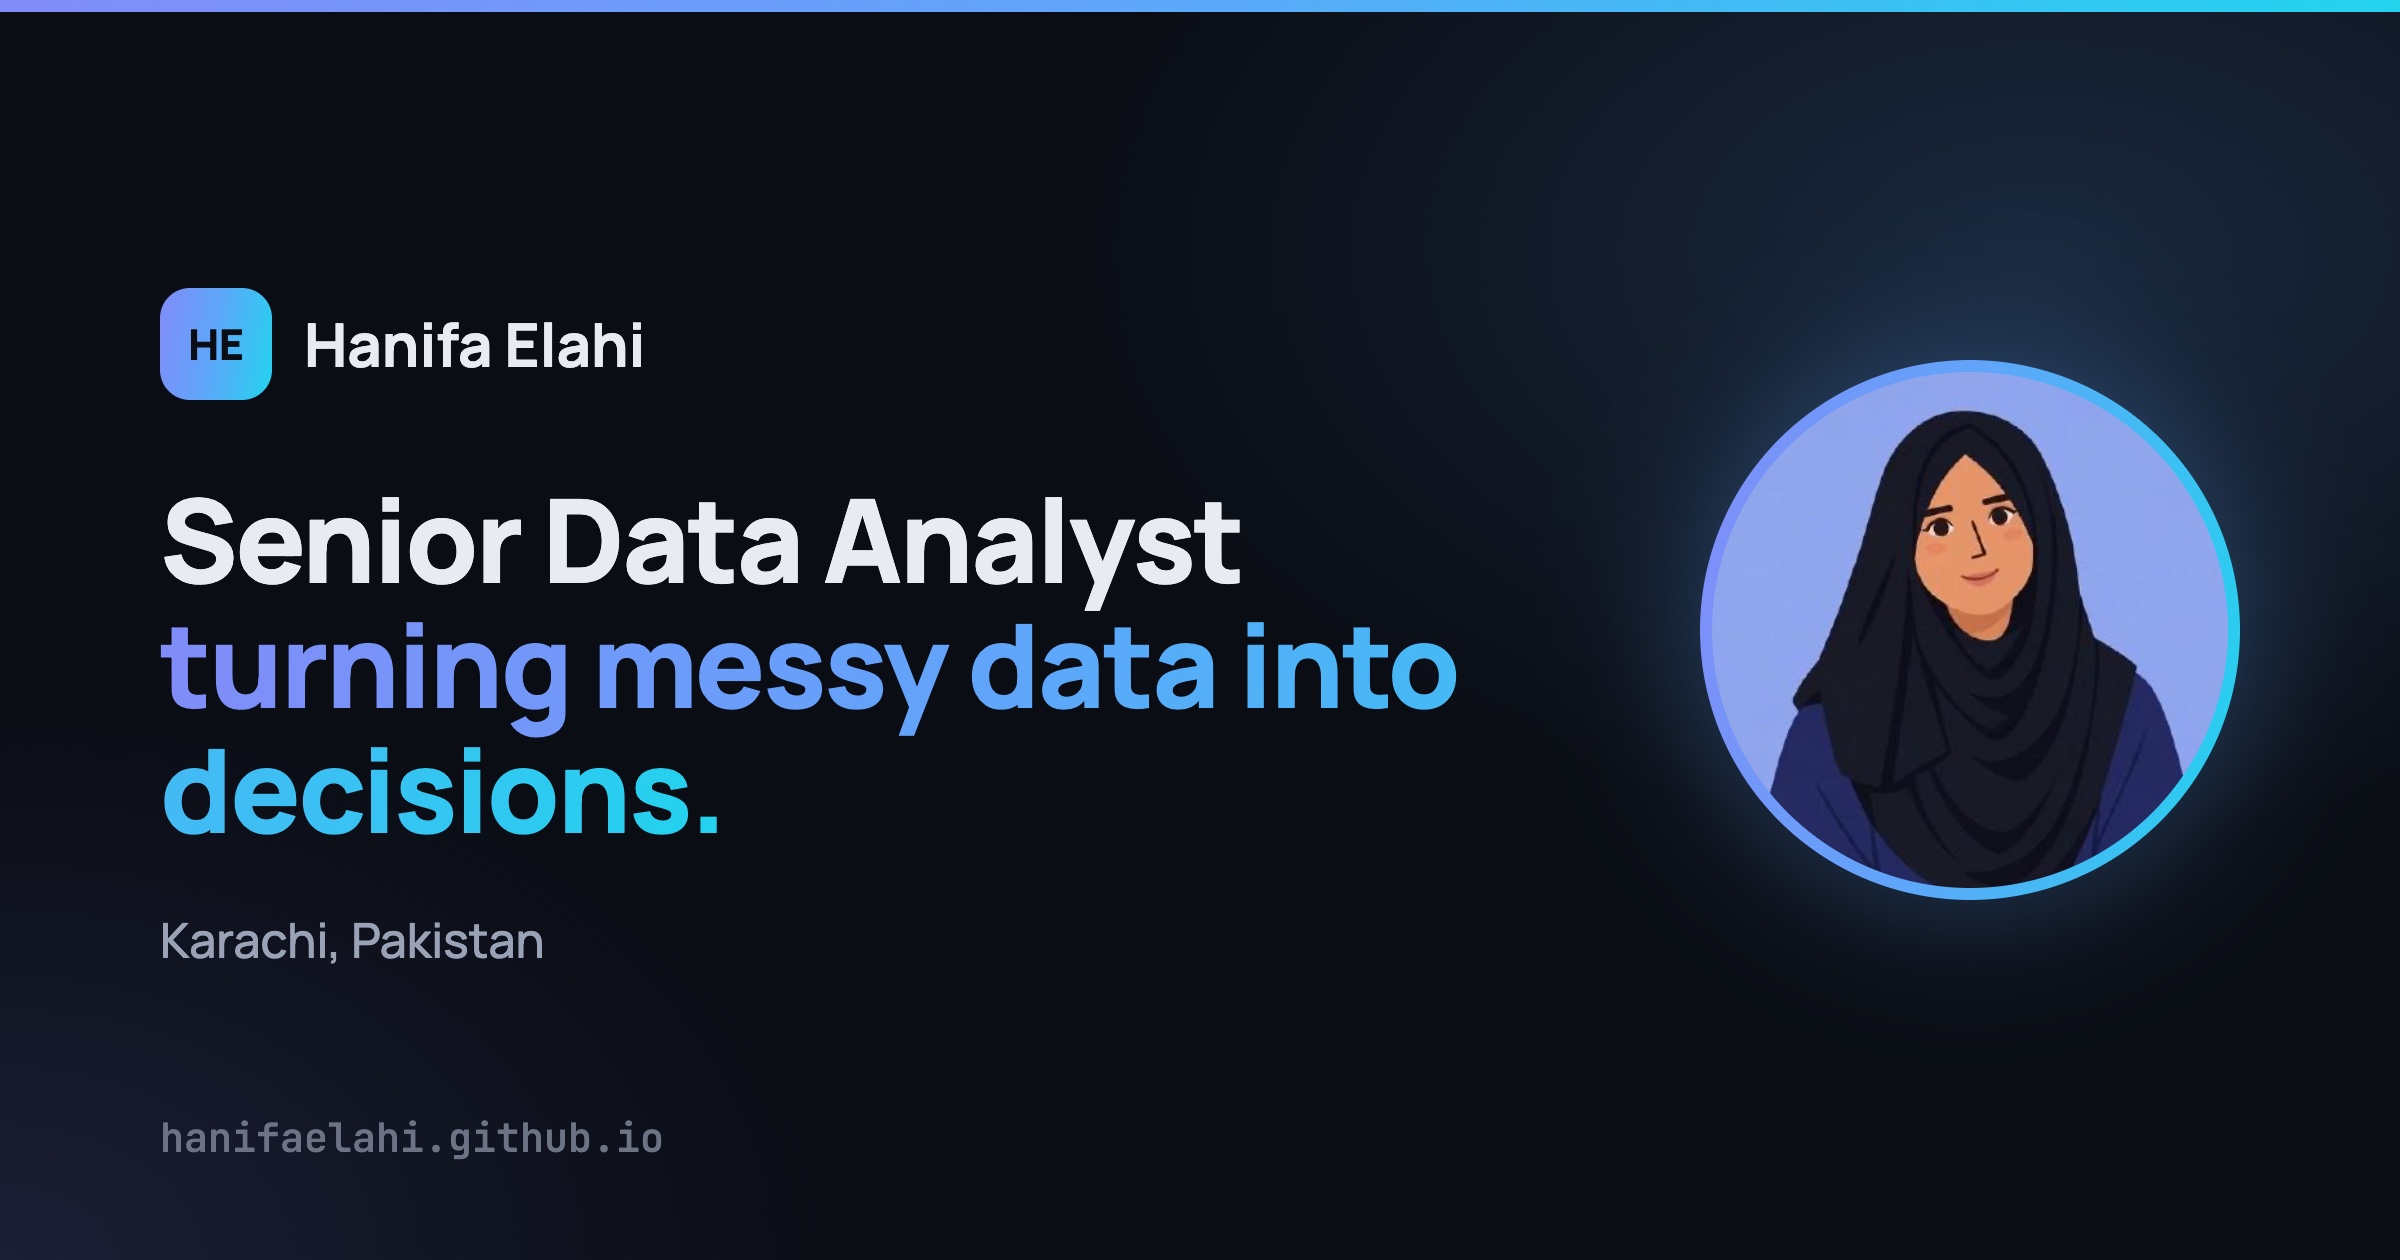 HE
Hanifa Elahi
Senior Data Analyst
turning messy data into
decisions.
Karachi, Pakistan
hanifaelahi.github.io